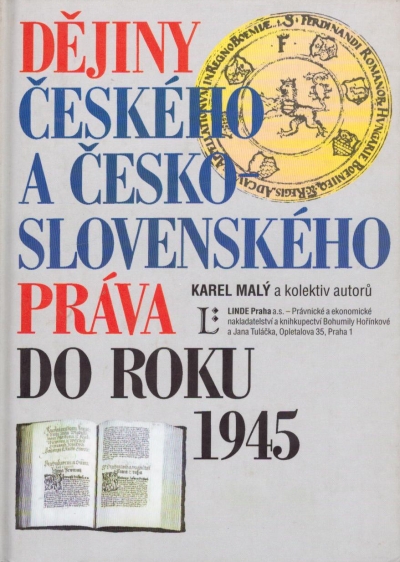 DĚJINY
ČESKÉHO
A ČESKO-
SLOVENSKÉHO
PRÁVA
DO ROKU
1945
KAREL MALÝ a kolektiv autorů
LINDE Praha a.s. – Právnické a ekonomické
nakladatelství a knihkupectví Bohumily Hořínkové
a Jana Tuláčka, Opletalova 35, Praha 1
L: